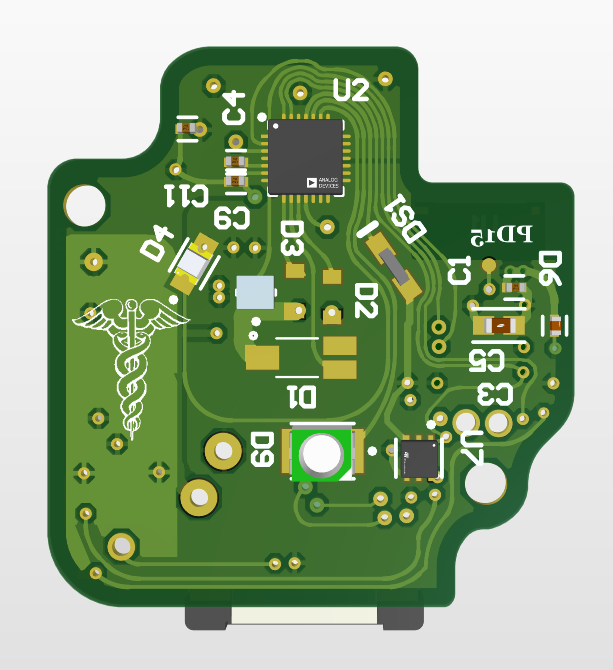 U2
C4
ANALOG
DEVICES
C11
C9
DS1
D4
D3
PD15
C1
D6
D2
C5
D1
C3
D9
U7